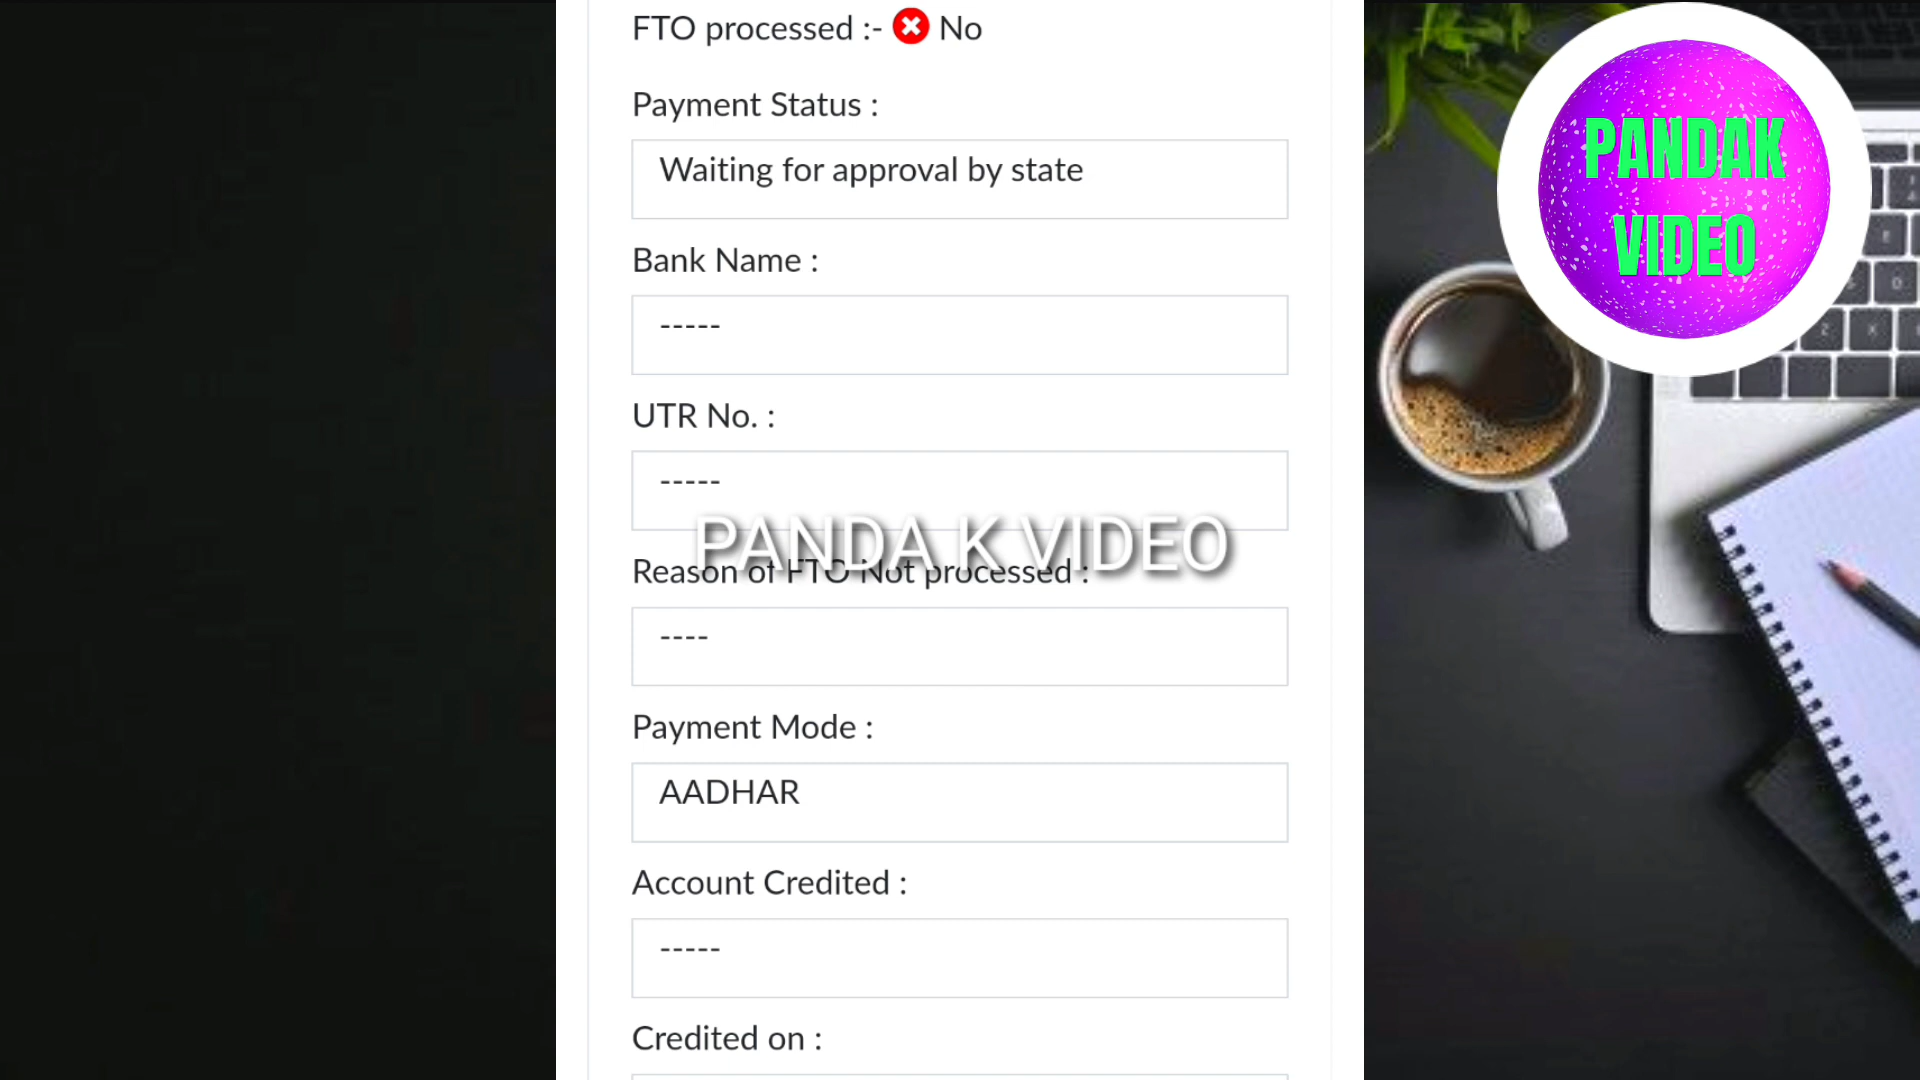 FTO processed :- No
Payment Status :
Waiting for approval by state
Bank Name :
-----
UTR No. :
-----
PANDA K VIDEO
Reason of FTO Not processed :
----
Payment Mode :
AADHAR
Account Credited :
-----
Credited on :
PANDAK
VIDEO